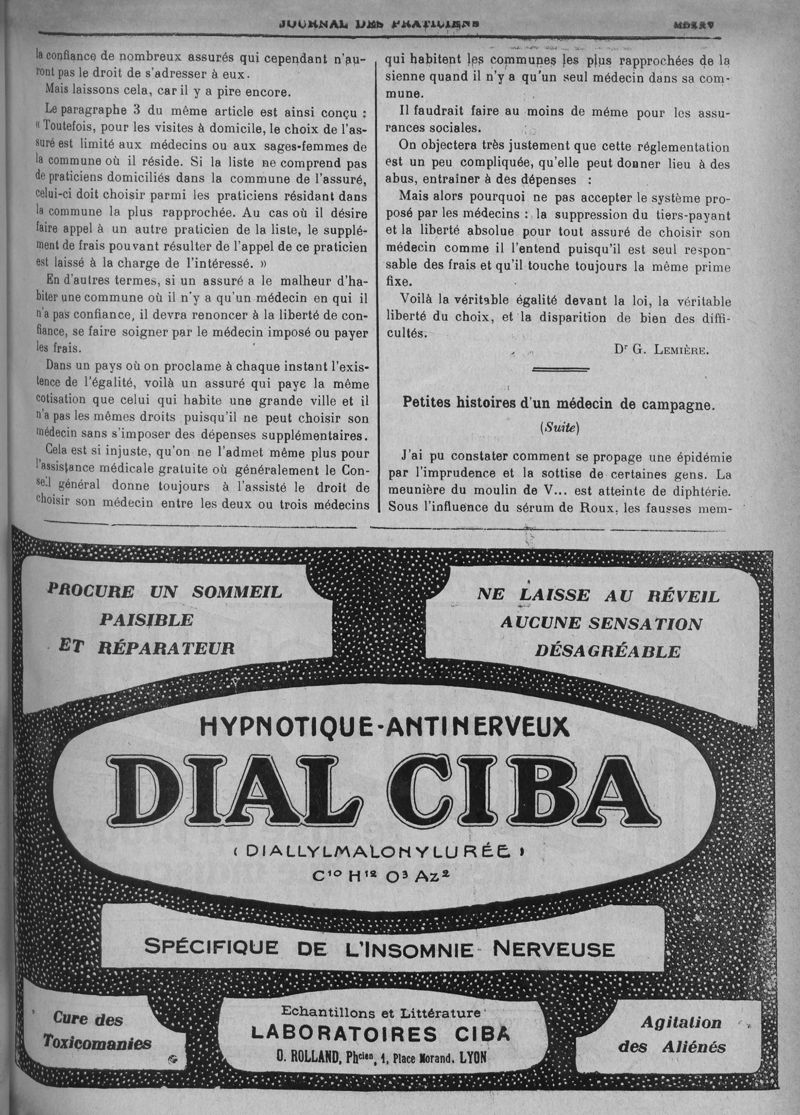 JOURNAL DES PRATICIENS
la confiance de nombreux assurés qui cependant n'au-
ront pas le droit de s'adresser à eux.
Mais laissons cela, car il y a pire encore.
Le paragraphe 3 du même article est ainsi conçu :
« Toutefois, pour les visites à domicile, le choix de l'as-
suré est limité aux médecins ou aux sages-femmes de
la commune où il réside. Si la liste ne comprend pas
de praticiens domiciliés dans la commune de l'assuré,
celui-ci doit choisir parmi les praticiens résidant dans
la commune la plus rapprochée. Au cas où il désire
faire appel à un autre praticien de la liste, le supplé-
ment de frais pouvant résulter de l'appel de ce praticien
est laissé à la charge de l'intéressé. »
En d'autres termes, si un assuré a le malheur d'ha-
biter une commune où il n'y a qu'un médecin en qui il
n'a pas confiance, il devra renoncer à la liberté de con-
fiance, se faire soigner par le médecin imposé ou payer
les frais.
Dans un pays où on proclame à chaque instant l'exis-
tence de l'égalité, voilà un assuré qui paye la même
cotisation que celui qui habite une grande ville et il
n'a pas les mêmes droits puisqu'il ne peut choisir son
médecin sans s'imposer des dépenses supplémentaires.
Cela est si injuste, qu'on ne l'admet même plus pour
l'assistance médicale gratuite où généralement le Con-
seil général donne toujours à l'assisté le droit de
choisir son médecin entre les deux ou trois médecins
qui habitent les communes les plus rapprochées de la
sienne quand il n'y a qu'un seul médecin dans sa com-
mune.
Il faudrait faire au moins de même pour les assu-
rances sociales.
On objectera très justement que cette réglementation
est un peu compliquée, qu'elle peut donner lieu à des
abus, entraîner à des dépenses :
Mais alors pourquoi ne pas accepter le système pro-
posé par les médecins : la suppression du tiers-payant
et la liberté absolue pour tout assuré de choisir son
médecin comme il l'entend puisqu'il est seul respon-
sable des frais et qu'il touche toujours la même prime
fixe.
Voilà la véritable égalité devant la loi, la véritable
liberté du choix, et la disparition de bien des diffi-
cultés.
Dr G. LEMIÈRE.
Petites histoires d'un médecin de campagne.
(Suite)
J'ai pu constater comment se propage une épidémie
par l'imprudence et la sottise de certaines gens. La
meunière du moulin de V... est atteinte de diphtérie.
Sous l'influence du sérum de Roux, les fausses mem-
PROCURE UN SOMMEIL
PAISIBLE
ET RÉPARATEUR
NE LAISSE AU RÉVEIL
AUCUNE SENSATION
DÉSAGRÉABLE
HYPNOTIQUE-ANTINERVEUX
DIAL CIBA
(DIALLYLMALONYLURÉE)
C¹⁰ H¹² O³ Az²
SPÉCIFIQUE DE L'INSOMNIE NERVEUSE
Cure des
Toxicomanies
Echantillons et Littérature
LABORATOIRES CIBA
O. ROLLAND, Phcien, 1, Place Morand, LYON
Agitation
des Aliénés